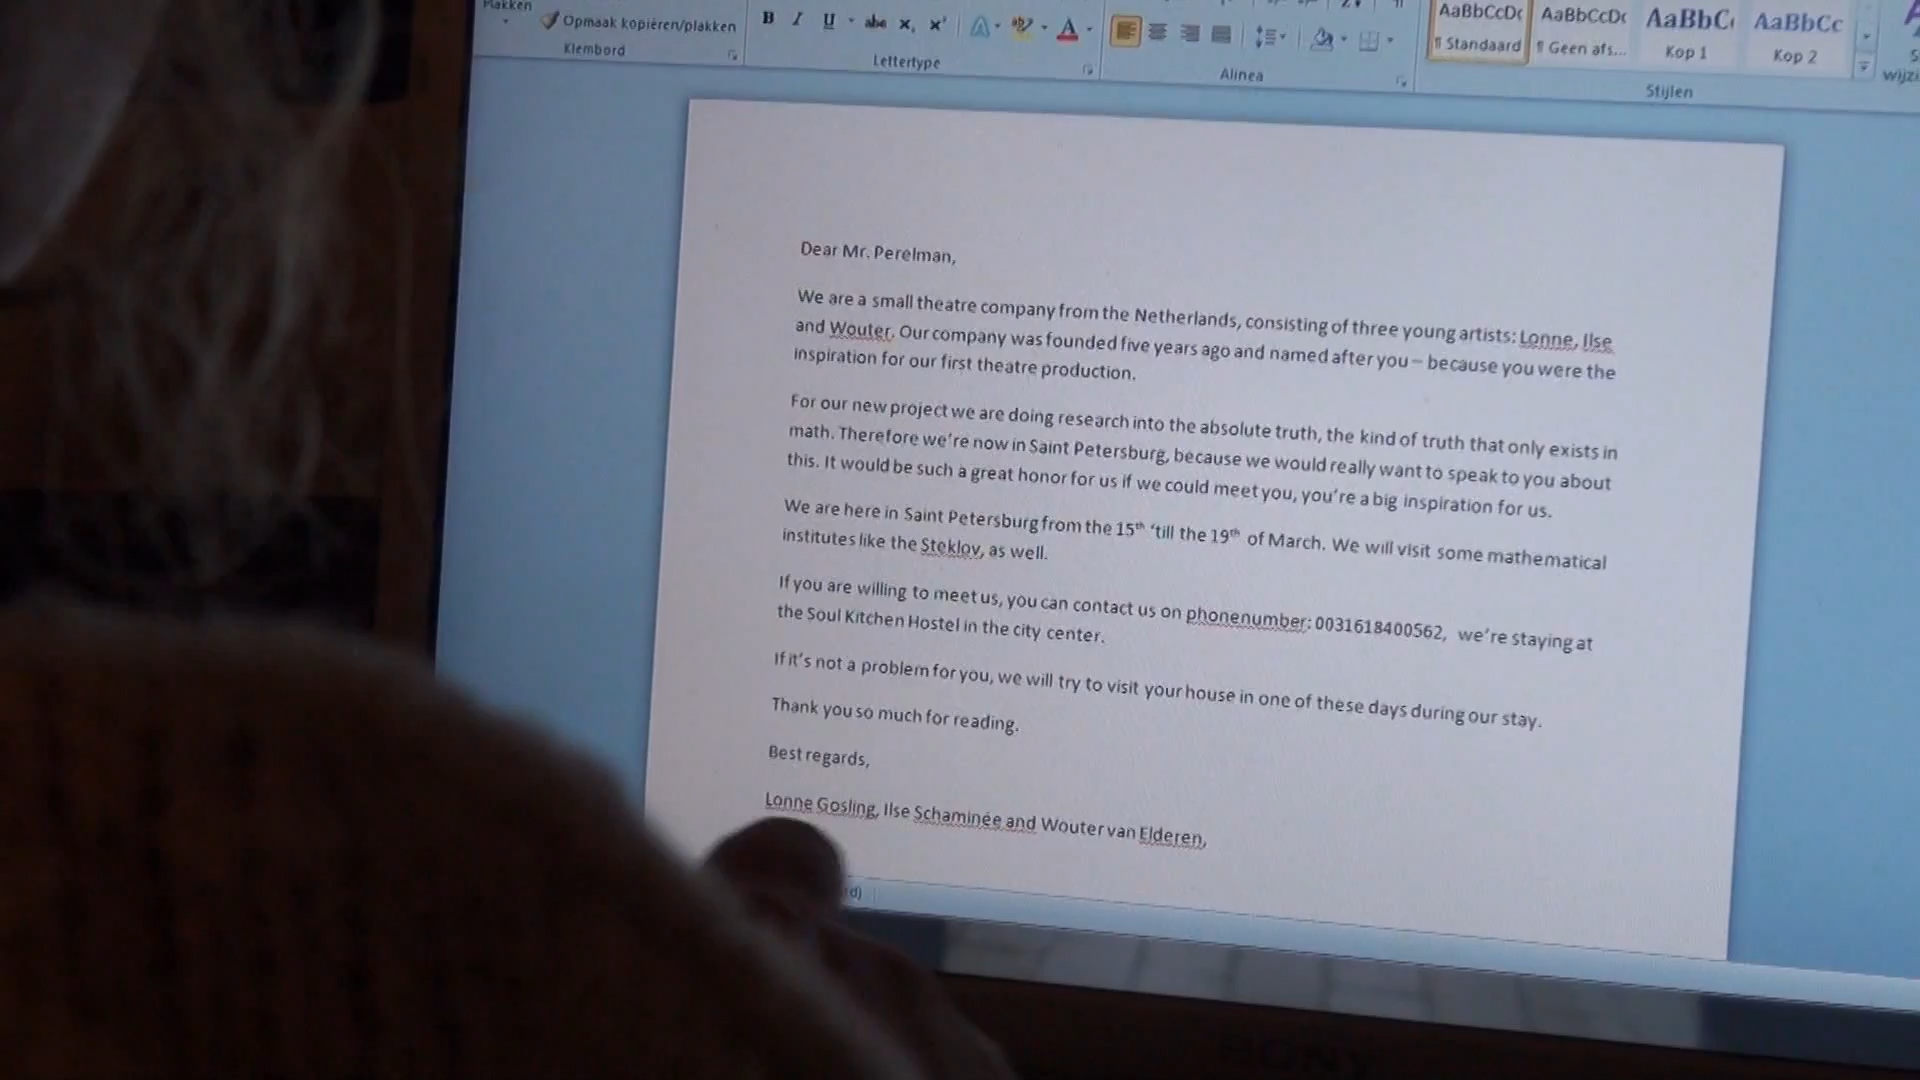 Plakken
Opmaak kopiëren/plakken
Klembord
B I U abc x, x²
A A
Lettertype
Alinea
AaBbCcDc AaBbCcDc AaBbC AaBbCc
¶ Standaard ¶ Geen afs... Kop 1 Kop 2
Stijlen
Dear Mr. Perelman,
We are a small theatre company from the Netherlands, consisting of three young artists: Lonne, Ilse
and Wouter. Our company was founded five years ago and named after you – because you were the
inspiration for our first theatre production.
For our new project we are doing research into the absolute truth, the kind of truth that only exists in
math. Therefore we're now in Saint Petersburg, because we would really want to speak to you about
this. It would be such a great honor for us if we could meet you, you're a big inspiration for us.
We are here in Saint Petersburg from the 15th 'till the 19th of March. We will visit some mathematical
institutes like the Steklov, as well.
If you are willing to meet us, you can contact us on phonenumber: 0031618400562, we're staying at
the Soul Kitchen Hostel in the city center.
If it's not a problem for you, we will try to visit your house in one of these days during our stay.
Thank you so much for reading.
Best regards,
Lonne Gosling, Ilse Schaminée and Wouter van Elderen,
SONY